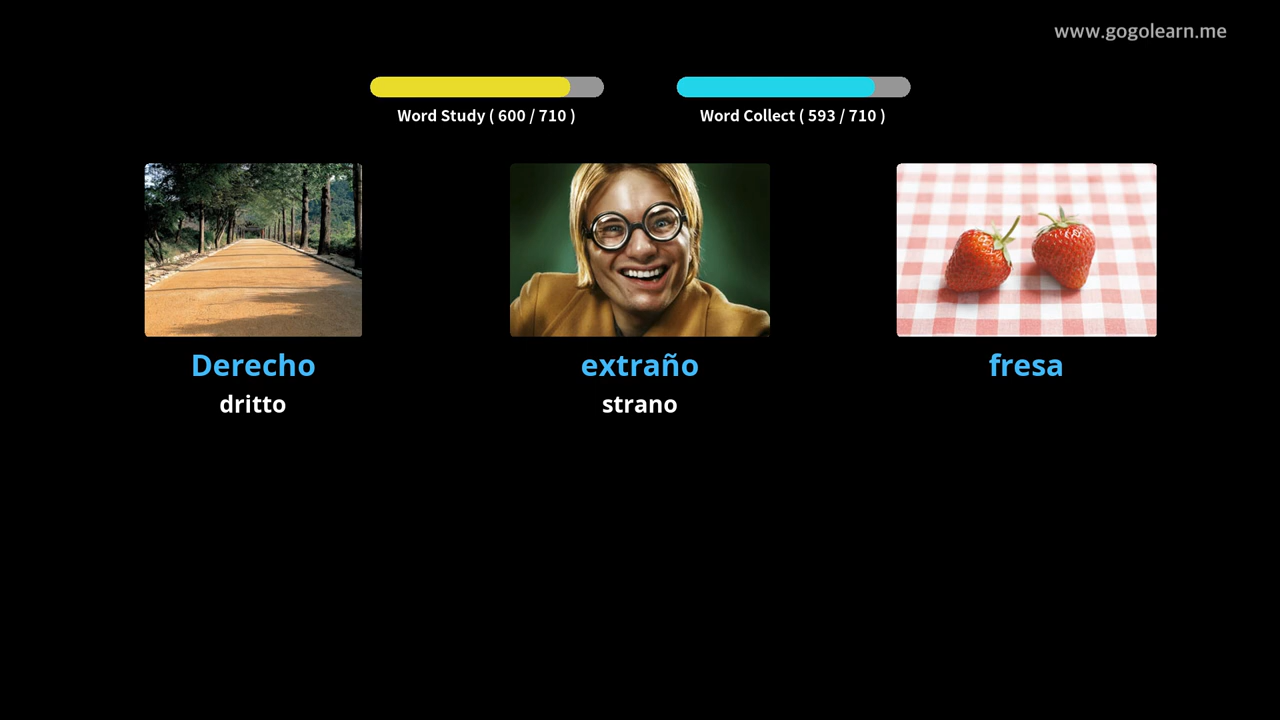 www.gogolearn.me
Word Study ( 600 / 710 )
Word Collect ( 593 / 710 )
Derecho
dritto
extraño
strano
fresa